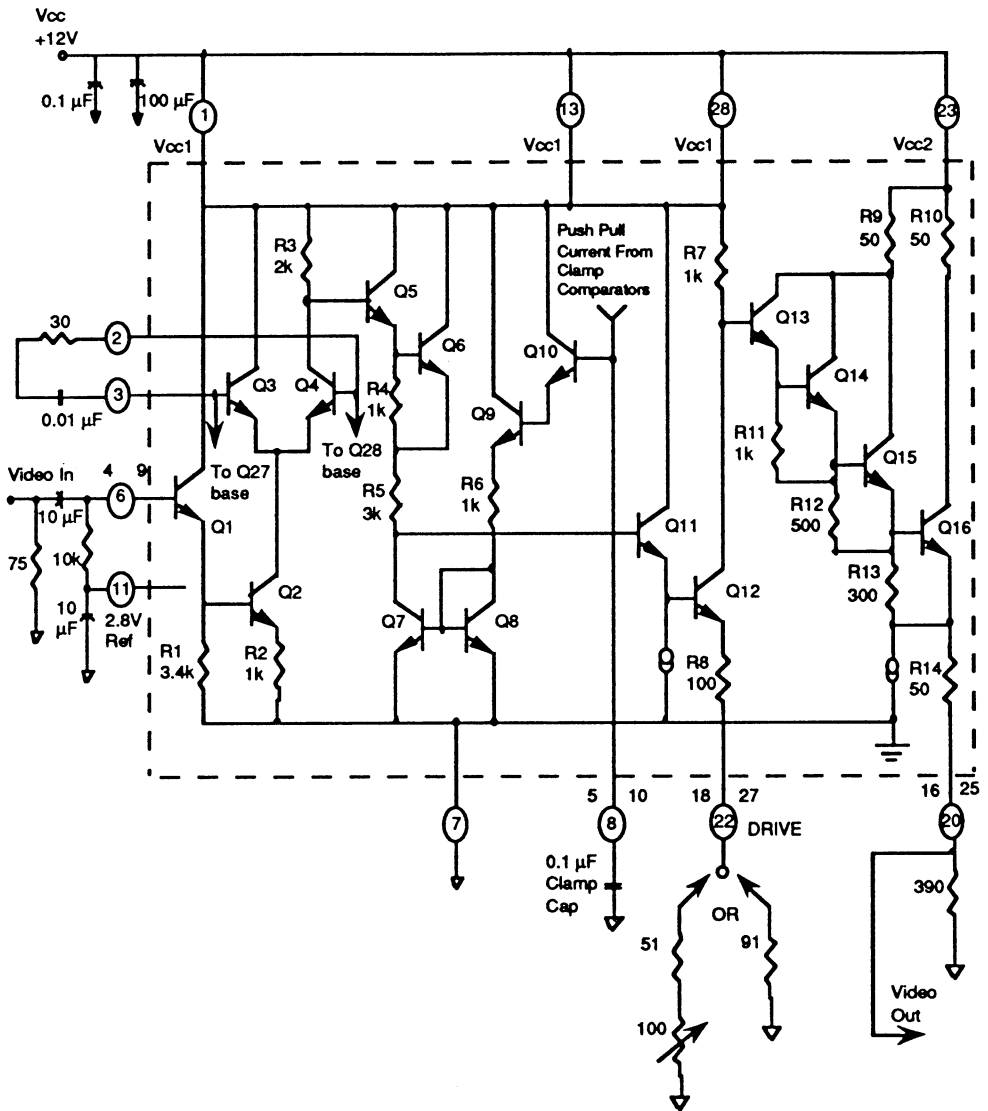 Vcc
+12V
0.1 µF
100 µF
1
13
28
23
Vcc1
Vcc1
Vcc1
Vcc2
R3
2k
Q5
Q6
Push Pull
Current From
Clamp
Comparators
R7
1k
R9
50
R10
50
Q13
Q14
30
2
3
0.01 µF
Q3
Q4
R4
1k
Q9
Q10
R11
1k
Q15
To Q27
base
To Q28
base
Video In
4
9
6
10 µF
Q1
R5
3k
R6
1k
Q11
R12
500
Q16
75
10k
11
10
µF
2.8V
Ref
Q2
Q7
Q8
Q12
R13
300
R1
3.4k
R2
1k
R8
100
R14
50
5
10
18
27
16
25
7
8
22
DRIVE
20
0.1 µF
Clamp
Cap
OR
51
91
390
100
Video
Out